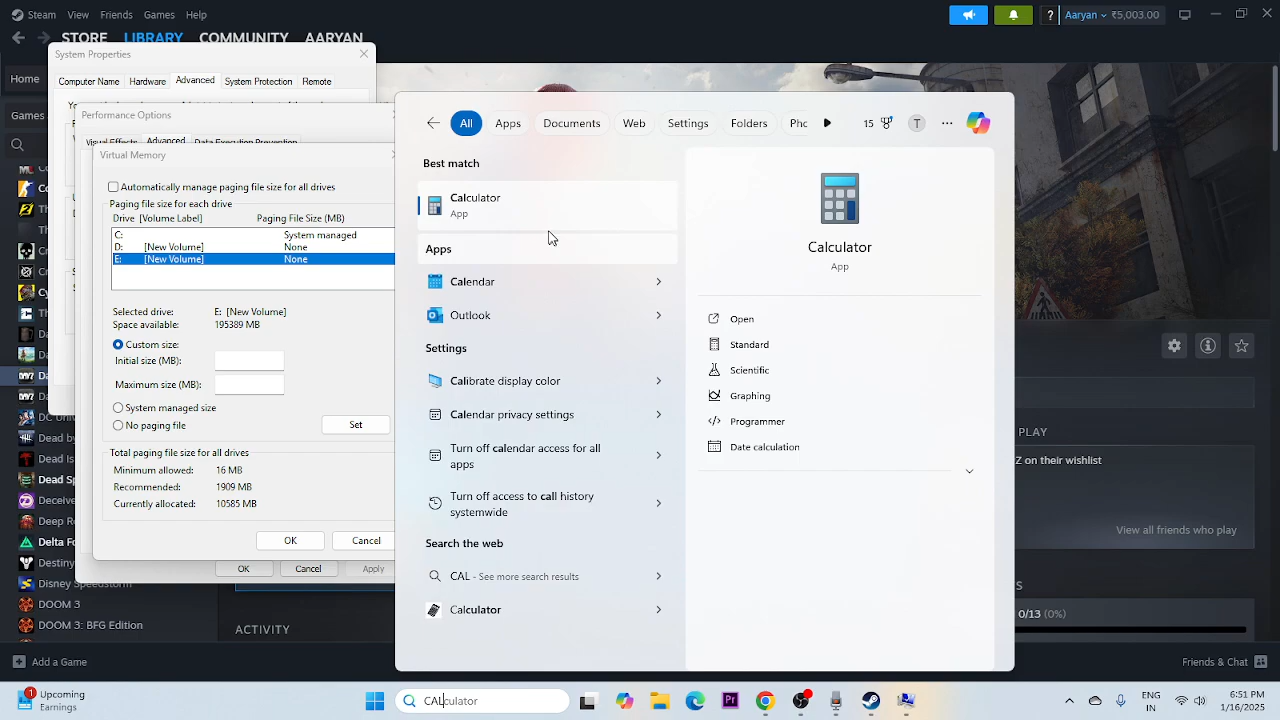 Steam View Friends Games Help
? Aaryan ₹5,003.00
STORE LIBRARY COMMUNITY AARYAN
System Properties
Home
Computer Name Hardware Advanced System Protection Remote
Games
Performance Options
Visual Effects Advanced Data Execution Prevention
Virtual Memory
Automatically manage paging file size for all drives
Paging file size for each drive
Drive [Volume Label] Paging File Size (MB)
C: System managed
D: [New Volume] None
E: [New Volume] None
Selected drive: E: [New Volume]
Space available: 195389 MB
Custom size:
Initial size (MB):
Maximum size (MB):
System managed size
No paging file
Set
Total paging file size for all drives
Minimum allowed: 16 MB
Recommended: 1909 MB
Currently allocated: 10585 MB
OK Cancel
OK Cancel Apply
DC Un
Dead by
Dead Is
Dead Sp
Deceive
Deep Ro
Delta Fo
Destiny
Disney Speedstorm
DOOM 3
DOOM 3: BFG Edition
ACTIVITY
Add a Game
All Apps Documents Web Settings Folders Pho 15 T ...
Best match
Calculator
App
Apps
Calendar
Outlook
Settings
Calibrate display color
Calendar privacy settings
Turn off calendar access for all
apps
Turn off access to call history
systemwide
Search the web
CAL - See more search results
Calculator
Calculator
App
Open
Standard
Scientific
Graphing
Programmer
Date calculation
PLAY
Z on their wishlist
View all friends who play
S
0/13 (0%)
Friends & Chat
Upcoming
Earnings
1
CALculator
Pr
ENG
IN
6:51 PM
1/16/2025